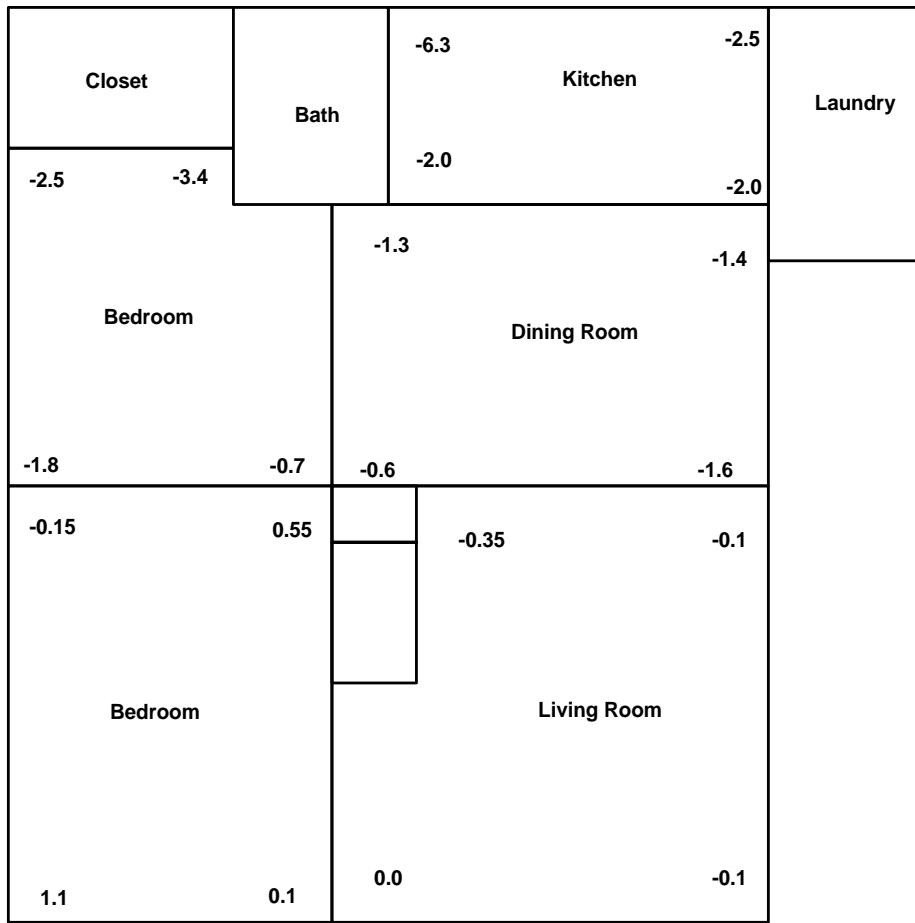 -6.3
-2.5
Closet
Kitchen
Bath
Laundry
-2.5
-3.4
-2.0
-2.0
-1.3
-1.4
Bedroom
Dining Room
-1.8
-0.7
-0.6
-1.6
-0.15
0.55
-0.35
-0.1
Bedroom
Living Room
1.1
0.1
0.0
-0.1